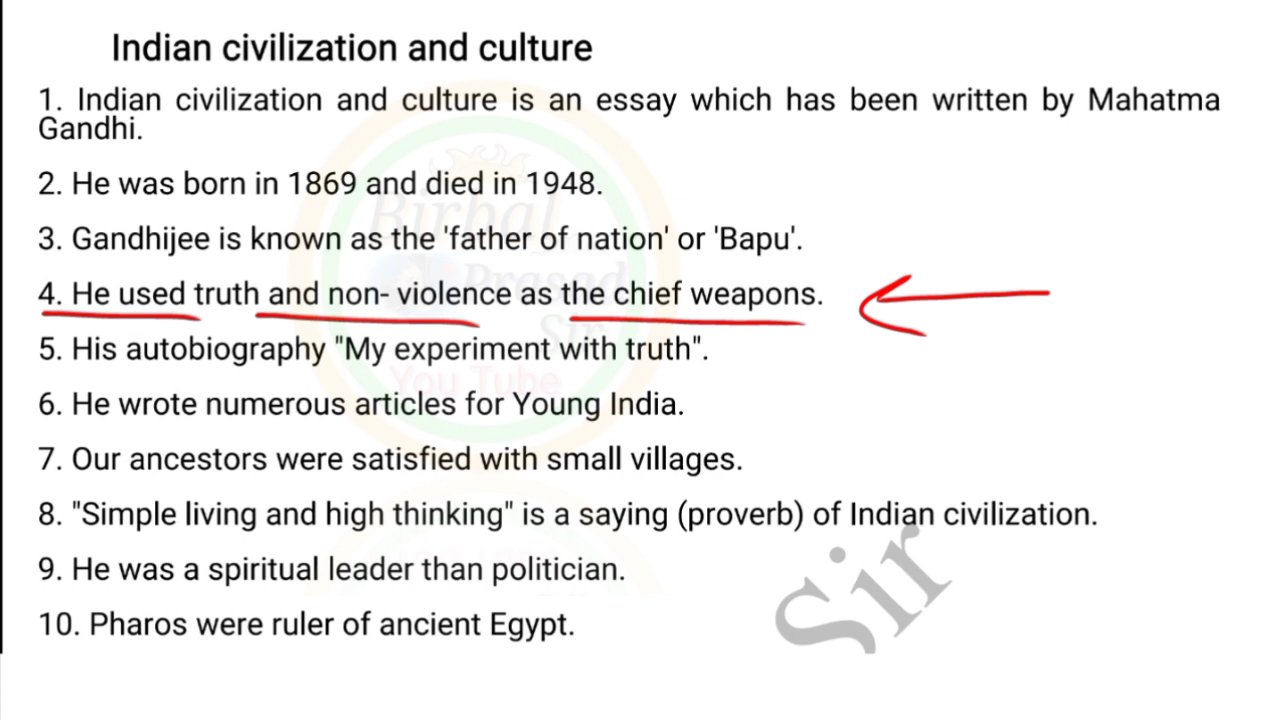 Indian civilization and culture
1. Indian civilization and culture is an essay which has been written by Mahatma
Gandhi.
2. He was born in 1869 and died in 1948.
3. Gandhijee is known as the 'father of nation' or 'Bapu'.
4. He used truth and non- violence as the chief weapons.
5. His autobiography "My experiment with truth".
6. He wrote numerous articles for Young India.
7. Our ancestors were satisfied with small villages.
8. "Simple living and high thinking" is a saying (proverb) of Indian civilization.
9. He was a spiritual leader than politician.
10. Pharos were ruler of ancient Egypt.
Birbal
Prasad
Sir
You Tube
Sir